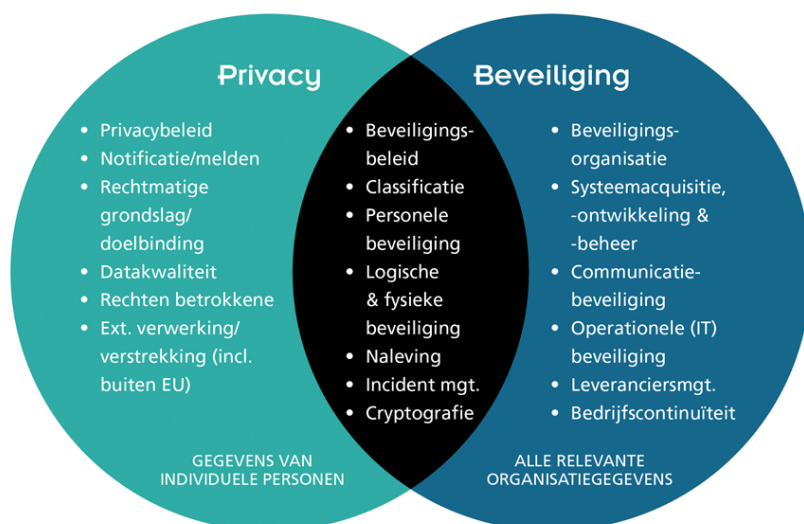 Privacy
• Privacybeleid
• Notificatie/melden
• Rechtmatige
grondslag/
doelbinding
• Datakwaliteit
• Rechten betrokkene
• Ext. verwerking/
verstrekking (incl.
buiten EU)
GEGEVENS VAN
INDIVIDUELE PERSONEN
• Beveiligings-
beleid
• Classificatie
• Personele
beveiliging
• Logische
& fysieke
beveiliging
• Naleving
• Incident mgt.
• Cryptografie
Beveiliging
• Beveiligings-
organisatie
• Systeemacquisitie,
-ontwikkeling &
-beheer
• Communicatie-
beveiliging
• Operationele (IT)
beveiliging
• Leveranciersmgt.
• Bedrijfscontinuïteit
ALLE RELEVANTE
ORGANISATIEGEGEVENS